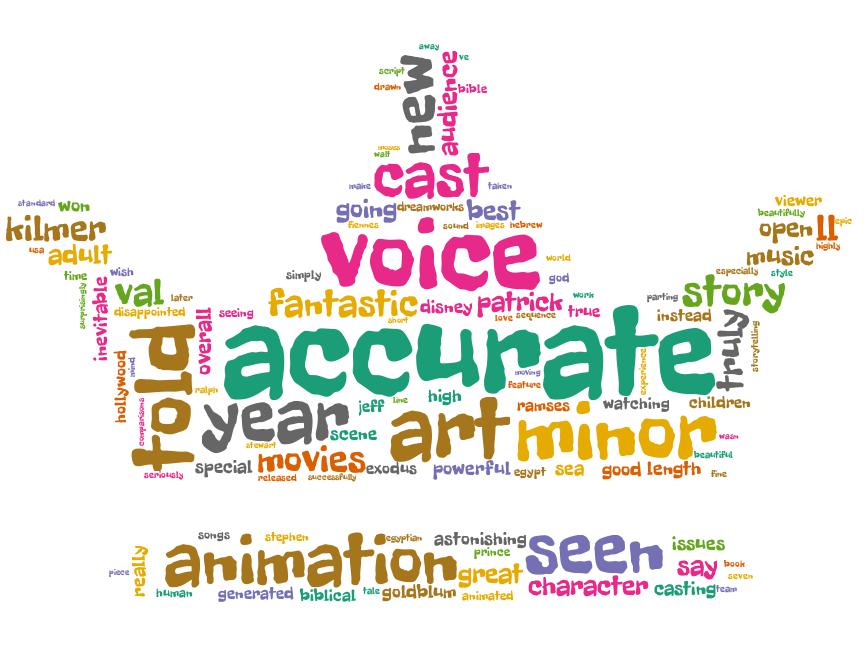 away
new
audience
ve
script
drawn
bible
moses
walt
cast
make
taken
going
dreamworks
best
fiennes
sound
images
hebrew
voice
world
god
simply
standard
won
kilmer
usa
adult
time
wish
surprisingly
inevitable
val
later
disappointed
viewer
beautifully
open
ll
epic
highly
music
especially
style
story
parting
instead
truly
storytelling
fantastic
short
disney
patrick
work
love
sequence
true
told
overall
seeing
accurate
moving
feature
experience
hollywood
mind
comparisons
ralph
year
jeff
line
high
scene
stewart
art
ramses
watching
children
minor
wasn
beautiful
seriously
special
movies
released
successfully
exodus
powerful
egypt
sea
good
length
fine
piece
really
songs
stephen
egyptian
astonishing
prince
animation
seen
issues
great
say
book
seven
human
generated
biblical
tale
goldblum
animated
character
casting
team